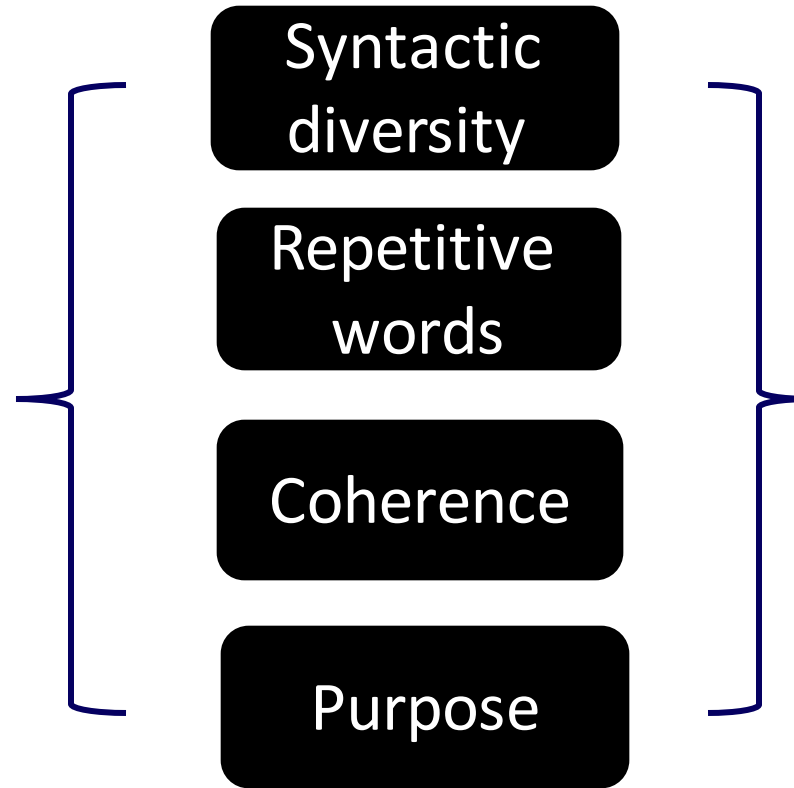 Syntactic
diversity
Repetitive
words
Coherence
Purpose